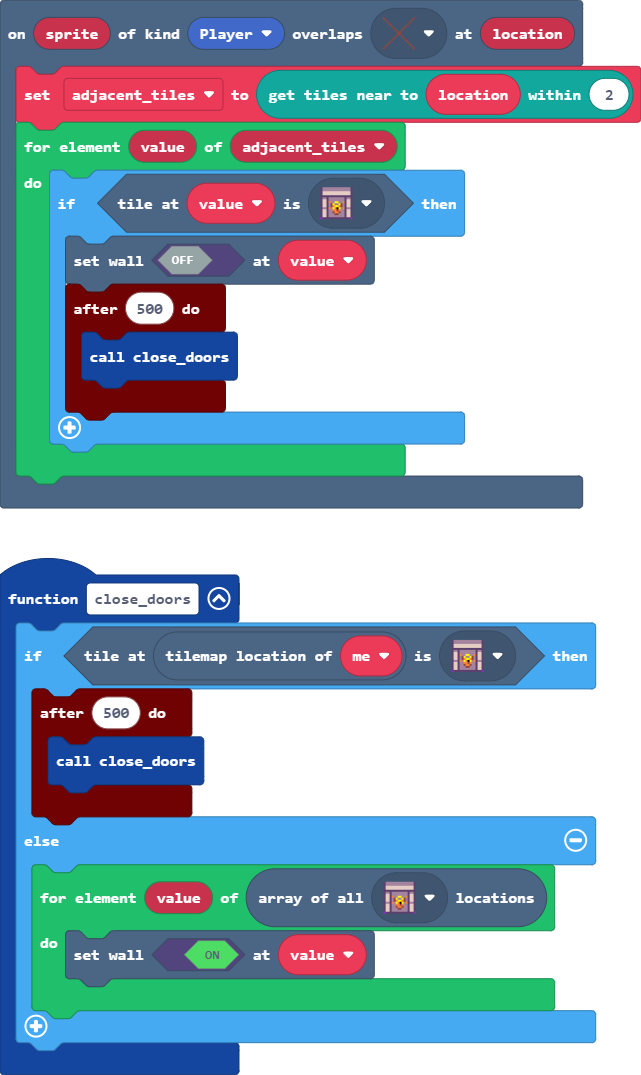 on sprite of kind Player overlaps at location
set adjacent_tiles to get tiles near to location within 2
for element value of adjacent_tiles
do
if tile at value is then
set wall OFF at value
after 500 do
call close_doors
function close_doors
if tile at tilemap location of me is then
after 500 do
call close_doors
else
for element value of array of all locations
do
set wall ON at value